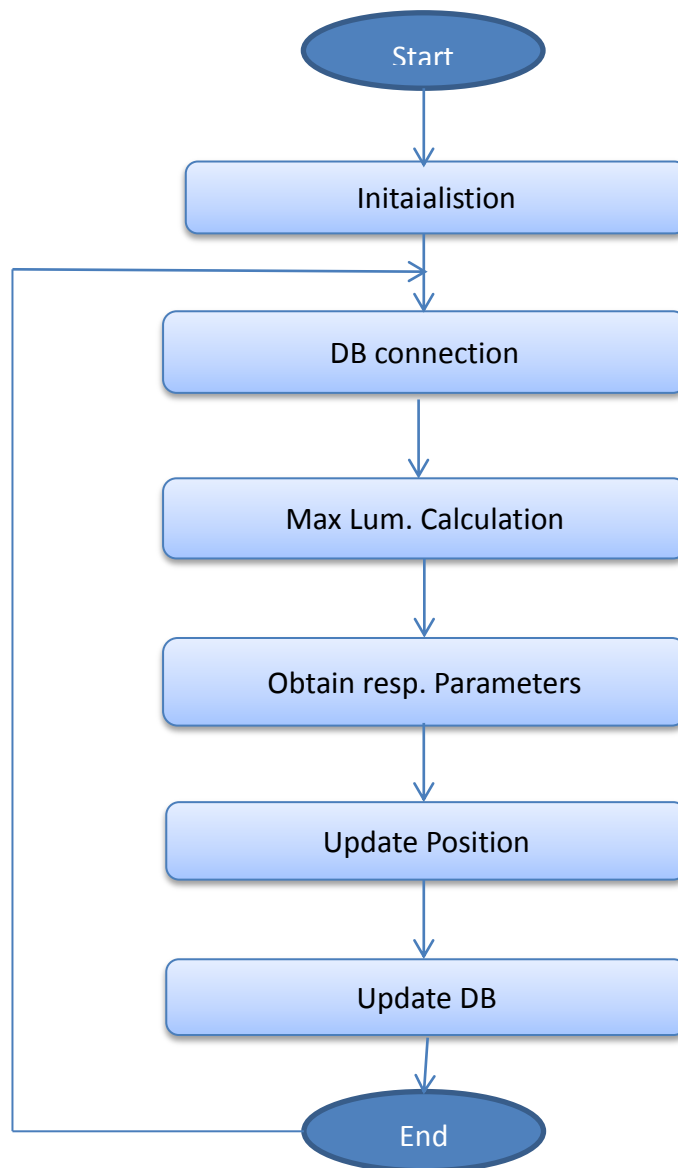 Start
Initaialistion
DB connection
Max Lum. Calculation
Obtain resp. Parameters
Update Position
Update DB
End